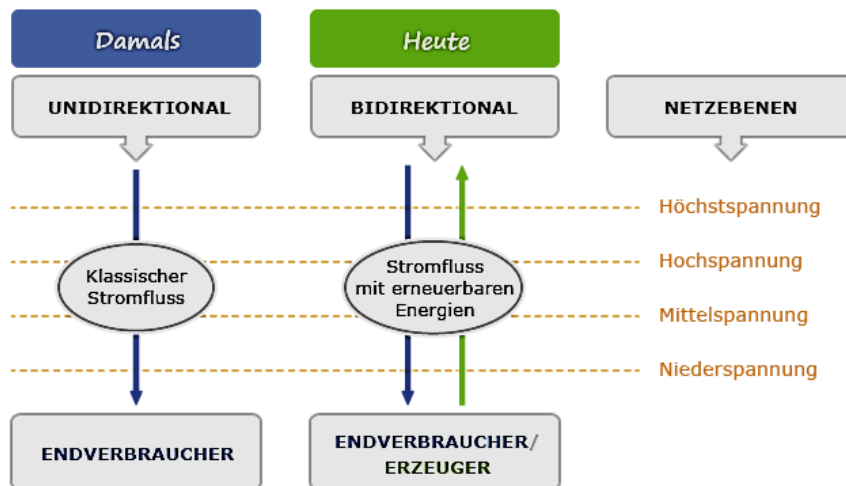 Damals
Heute
UNIDIREKTIONAL
BIDIREKTIONAL
NETZEBENEN
Höchstspannung
Hochspannung
Mittelspannung
Niederspannung
Klassischer
Stromfluss
Stromfluss
mit erneuerbaren
Energien
ENDVERBRAUCHER
ENDVERBRAUCHER/
ERZEUGER